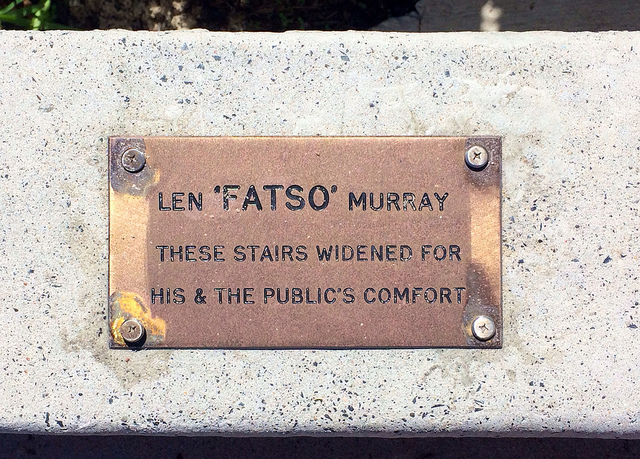 LEN 'FATSO' MURRAY
THESE STAIRS WIDENED FOR
HIS & THE PUBLIC'S COMFORT